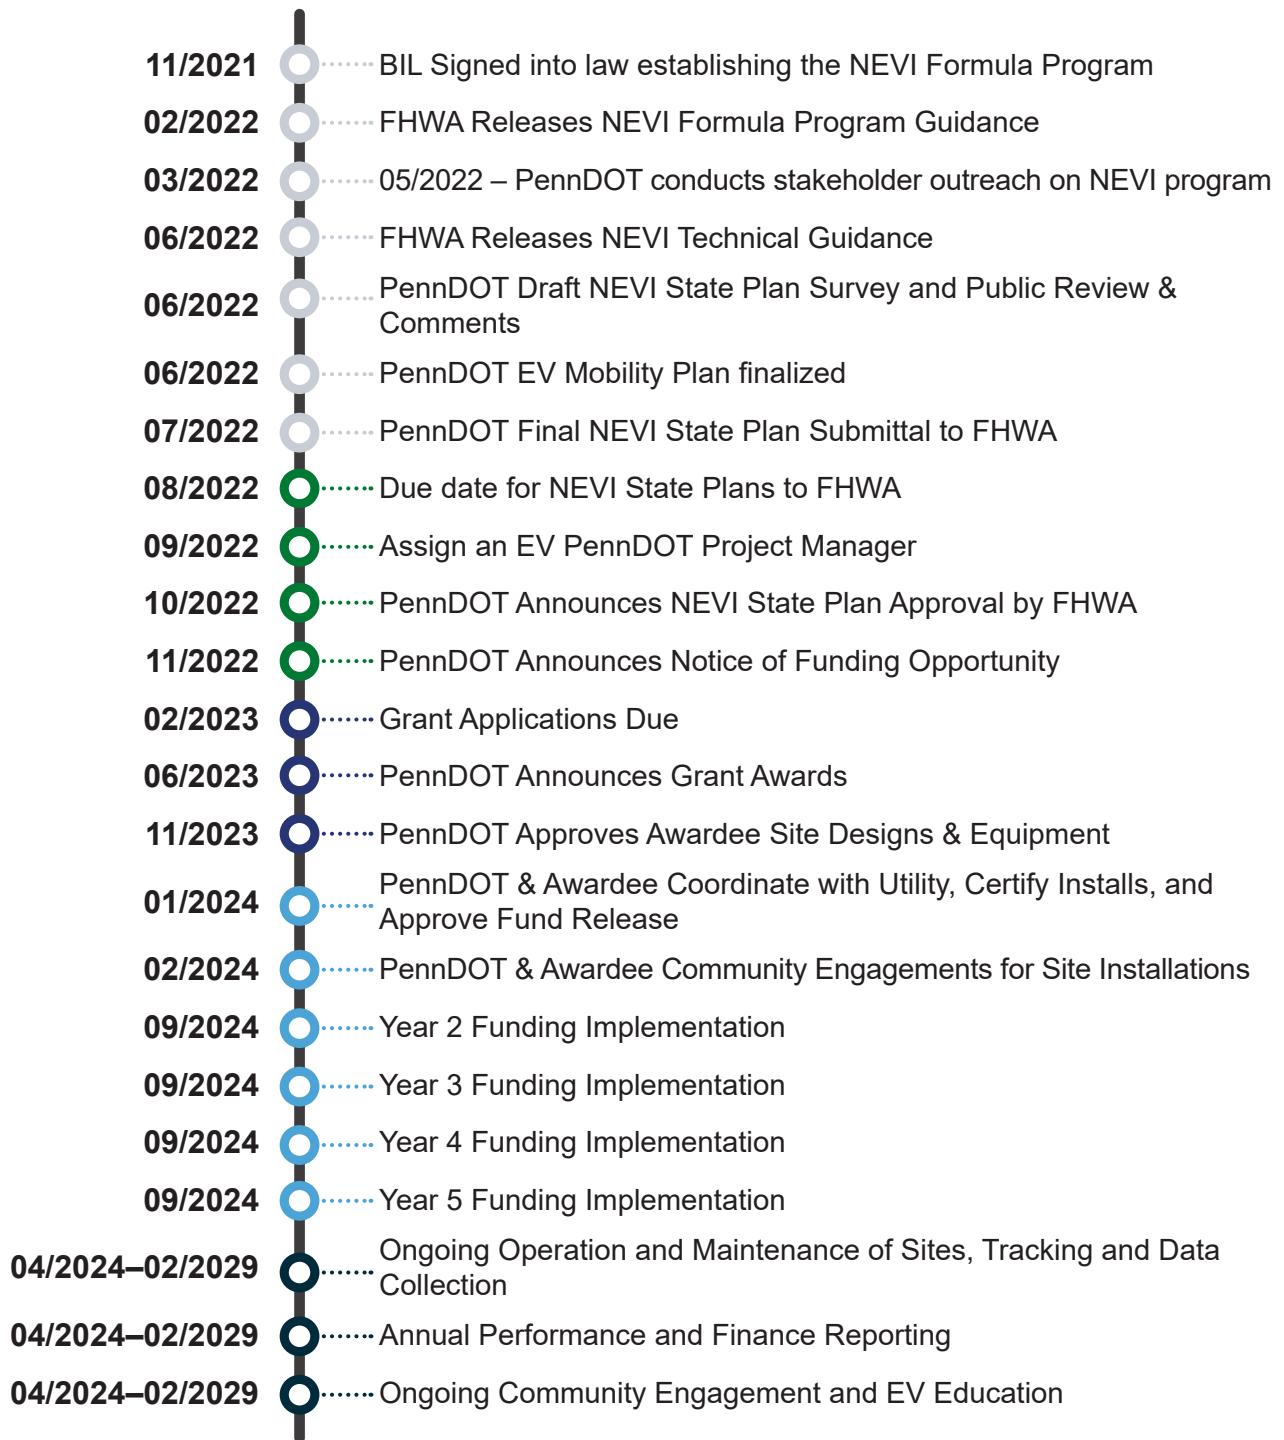 11/2021 BIL Signed into law establishing the NEVI Formula Program
02/2022 FHWA Releases NEVI Formula Program Guidance
03/2022 05/2022 – PennDOT conducts stakeholder outreach on NEVI program
06/2022 FHWA Releases NEVI Technical Guidance
06/2022 PennDOT Draft NEVI State Plan Survey and Public Review &
Comments
06/2022 PennDOT EV Mobility Plan finalized
07/2022 PennDOT Final NEVI State Plan Submittal to FHWA
08/2022 Due date for NEVI State Plans to FHWA
09/2022 Assign an EV PennDOT Project Manager
10/2022 PennDOT Announces NEVI State Plan Approval by FHWA
11/2022 PennDOT Announces Notice of Funding Opportunity
02/2023 Grant Applications Due
06/2023 PennDOT Announces Grant Awards
11/2023 PennDOT Approves Awardee Site Designs & Equipment
01/2024 PennDOT & Awardee Coordinate with Utility, Certify Installs, and
Approve Fund Release
02/2024 PennDOT & Awardee Community Engagements for Site Installations
09/2024 Year 2 Funding Implementation
09/2024 Year 3 Funding Implementation
09/2024 Year 4 Funding Implementation
09/2024 Year 5 Funding Implementation
04/2024–02/2029 Ongoing Operation and Maintenance of Sites, Tracking and Data
Collection
04/2024–02/2029 Annual Performance and Finance Reporting
04/2024–02/2029 Ongoing Community Engagement and EV Education